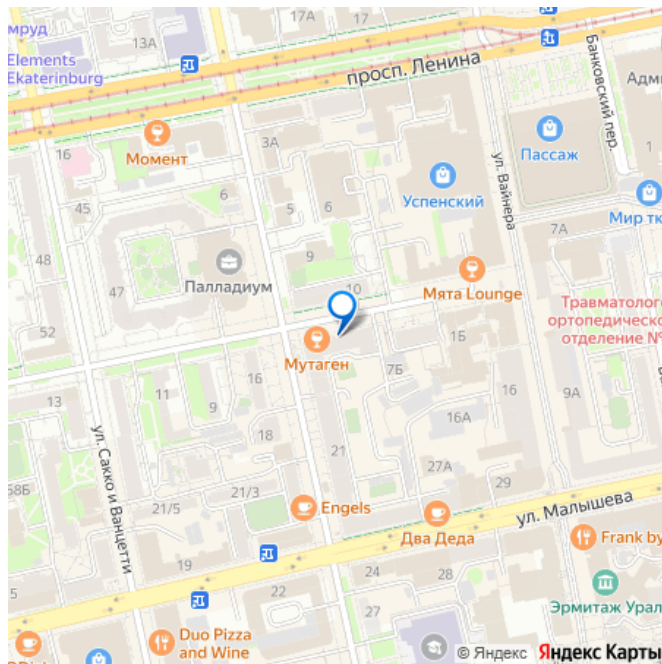 мруд
Elements
Ekaterinburg
13А
17А
просп. Ленина
Банковский пер.
Адми
16
Момент
3А
Пассаж
1
ул. Вайнера
Успенский
Мир тк
45
6
5
6
7А
48
9
Палладиум
47
10
Мята Lounge
Травматолог
ортопедическо
отделение №
52
1Б
Мутаген
7Б
16
11
9
16
16А
9А
13
18
ул. Сакко и Ванцетти
21
58Б
27А
21/3
29
21/5
Engels
Два Деда
ул. Малышева
Frank by
19
24
28
22
27
Эрмитаж Урал
Duo Pizza
and Wine
© Яндекс
Яндекс Карты